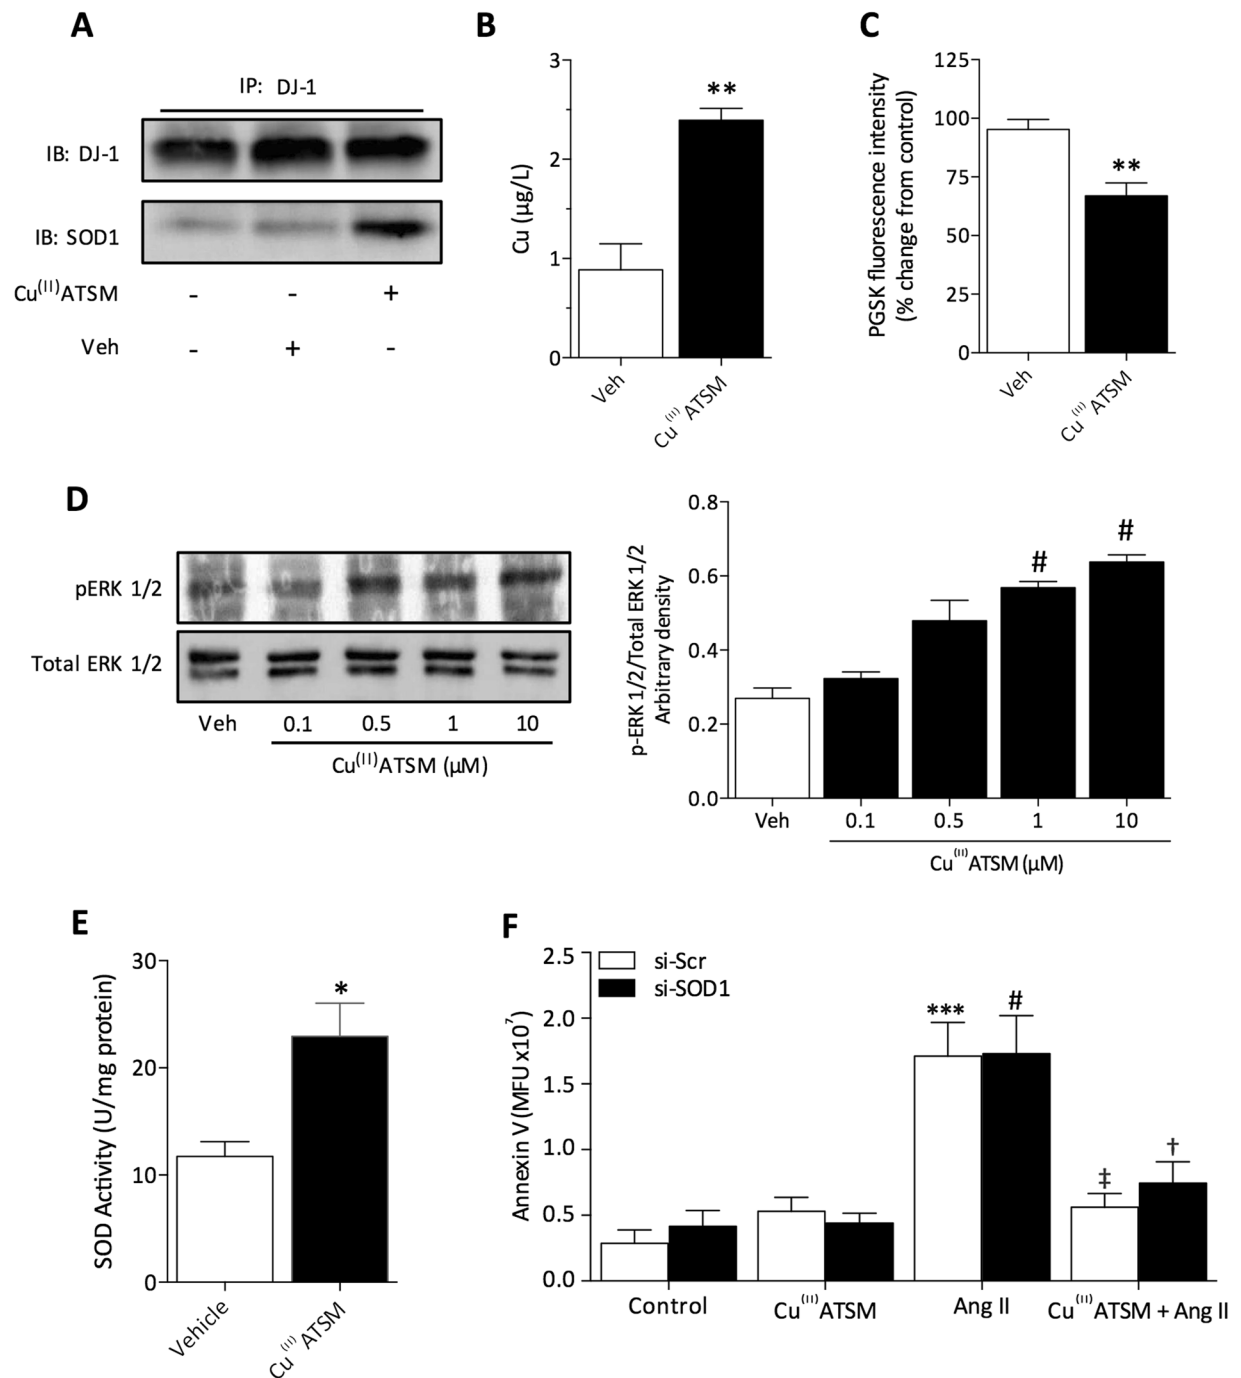 A
IP: DJ-1
IB: DJ-1
IB: SOD1
Cu(II)ATSM - - +
Veh - + -
B
Cu (µg/L)
3
2
1
0
**
Veh
Cu(II)ATSM
C
PGSK fluorescence intensity
(% change from control)
125
100
75
50
25
0
**
Veh
Cu(II)ATSM
D
pERK 1/2
Total ERK 1/2
Veh 0.1 0.5 1 10
Cu(II)ATSM (µM)
p-ERK 1/2/Total ERK 1/2
Arbitrary density
0.8
0.6
0.4
0.2
0.0
# #
Veh 0.1 0.5 1 10
Cu(II)ATSM (µM)
E
SOD Activity (U/mg protein)
30
20
10
0
*
Vehicle
Cu(II)ATSM
F
si-Scr
si-SOD1
Annexin V (MFU x10⁷)
2.5
2.0
1.5
1.0
0.5
0.0
*** # ‡ †
Control Cu(II)ATSM Ang II Cu(II)ATSM + Ang II